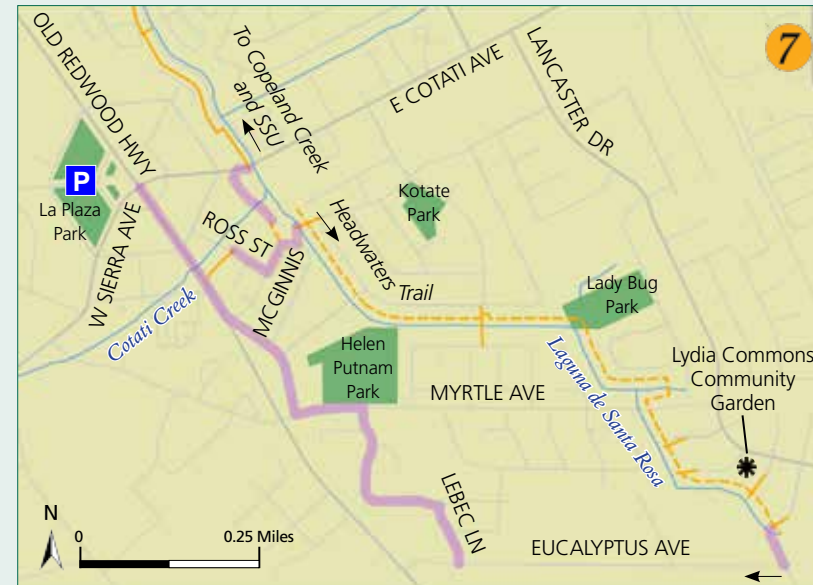 7
OLD REDWOOD HWY
To Copeland Creek
and SSU
E COTATI AVE
LANCASTER DR
P
La Plaza
Park
W SIERRA AVE
ROSS ST
Kotate
Park
Headwaters
Trail
MCGINNIS
Cotati Creek
Lady Bug
Park
Helen
Putnam
Park
MYRTLE AVE
Laguna de Santa Rosa
Lydia Commons
Community
Garden
LEBEC LN
EUCALYPTUS AVE
N
0 0.25 Miles